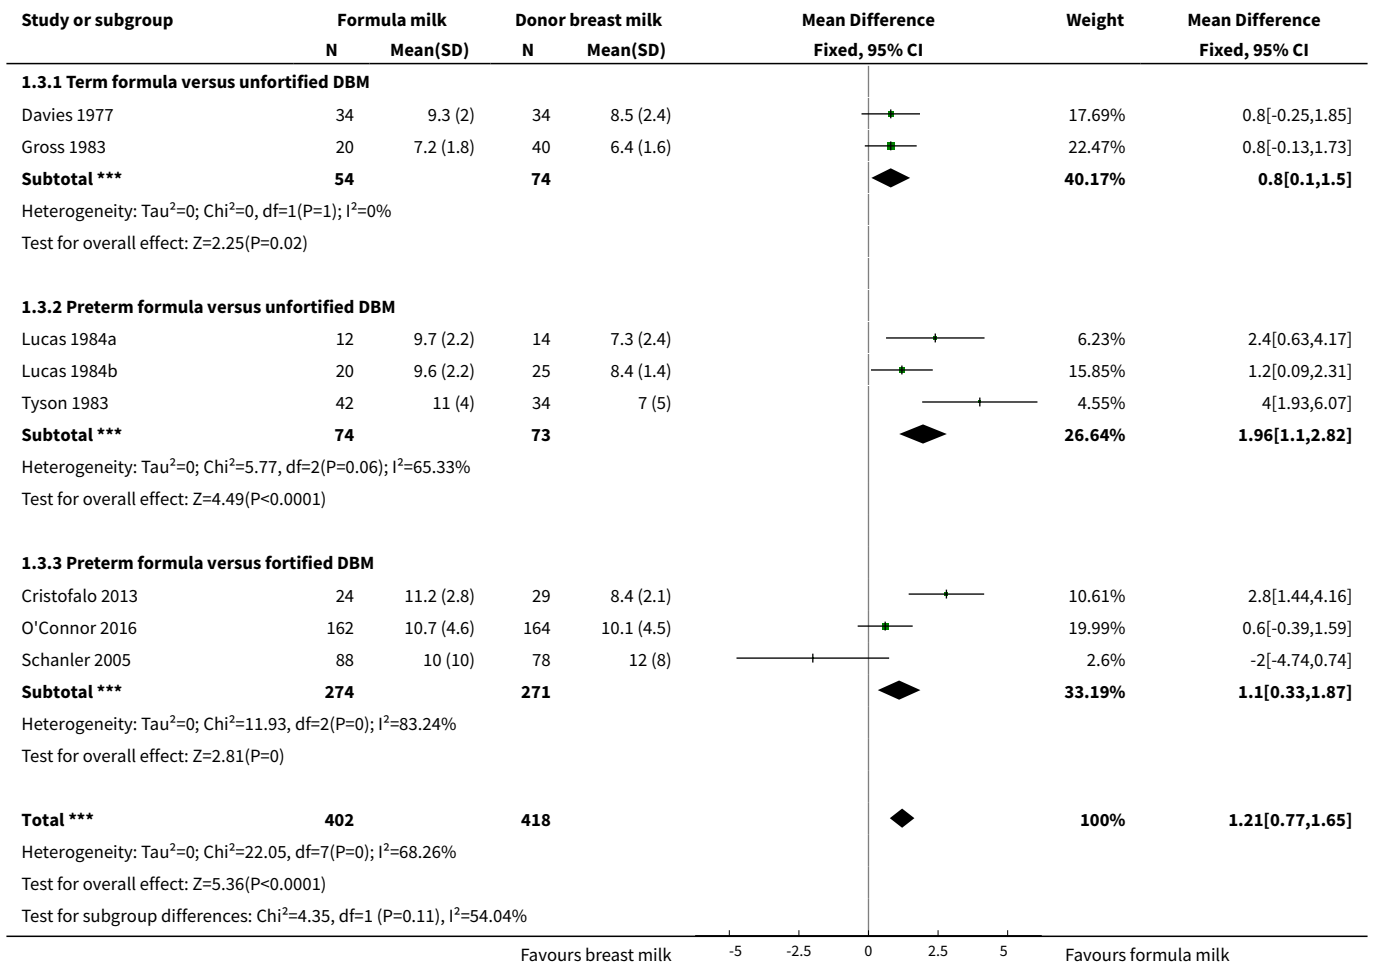 Study or subgroup Formula milk Donor breast milk Mean Difference Weight Mean Difference
N Mean(SD) N Mean(SD) Fixed, 95% CI Fixed, 95% CI
1.3.1 Term formula versus unfortified DBM
Davies 1977 34 9.3 (2) 34 8.5 (2.4) 17.69% 0.8[-0.25,1.85]
Gross 1983 20 7.2 (1.8) 40 6.4 (1.6) 22.47% 0.8[-0.13,1.73]
Subtotal *** 54 74 40.17% 0.8[0.1,1.5]
Heterogeneity: Tau²=0; Chi²=0, df=1(P=1); I²=0%
Test for overall effect: Z=2.25(P=0.02)
1.3.2 Preterm formula versus unfortified DBM
Lucas 1984a 12 9.7 (2.2) 14 7.3 (2.4) 6.23% 2.4[0.63,4.17]
Lucas 1984b 20 9.6 (2.2) 25 8.4 (1.4) 15.85% 1.2[0.09,2.31]
Tyson 1983 42 11 (4) 34 7 (5) 4.55% 4[1.93,6.07]
Subtotal *** 74 73 26.64% 1.96[1.1,2.82]
Heterogeneity: Tau²=0; Chi²=5.77, df=2(P=0.06); I²=65.33%
Test for overall effect: Z=4.49(P<0.0001)
1.3.3 Preterm formula versus fortified DBM
Cristofalo 2013 24 11.2 (2.8) 29 8.4 (2.1) 10.61% 2.8[1.44,4.16]
O'Connor 2016 162 10.7 (4.6) 164 10.1 (4.5) 19.99% 0.6[-0.39,1.59]
Schanler 2005 88 10 (10) 78 12 (8) 2.6% -2[-4.74,0.74]
Subtotal *** 274 271 33.19% 1.1[0.33,1.87]
Heterogeneity: Tau²=0; Chi²=11.93, df=2(P=0); I²=83.24%
Test for overall effect: Z=2.81(P=0)
Total *** 402 418 100% 1.21[0.77,1.65]
Heterogeneity: Tau²=0; Chi²=22.05, df=7(P=0); I²=68.26%
Test for overall effect: Z=5.36(P<0.0001)
Test for subgroup differences: Chi²=4.35, df=1 (P=0.11), I²=54.04%
Favours breast milk -5 -2.5 0 2.5 5 Favours formula milk